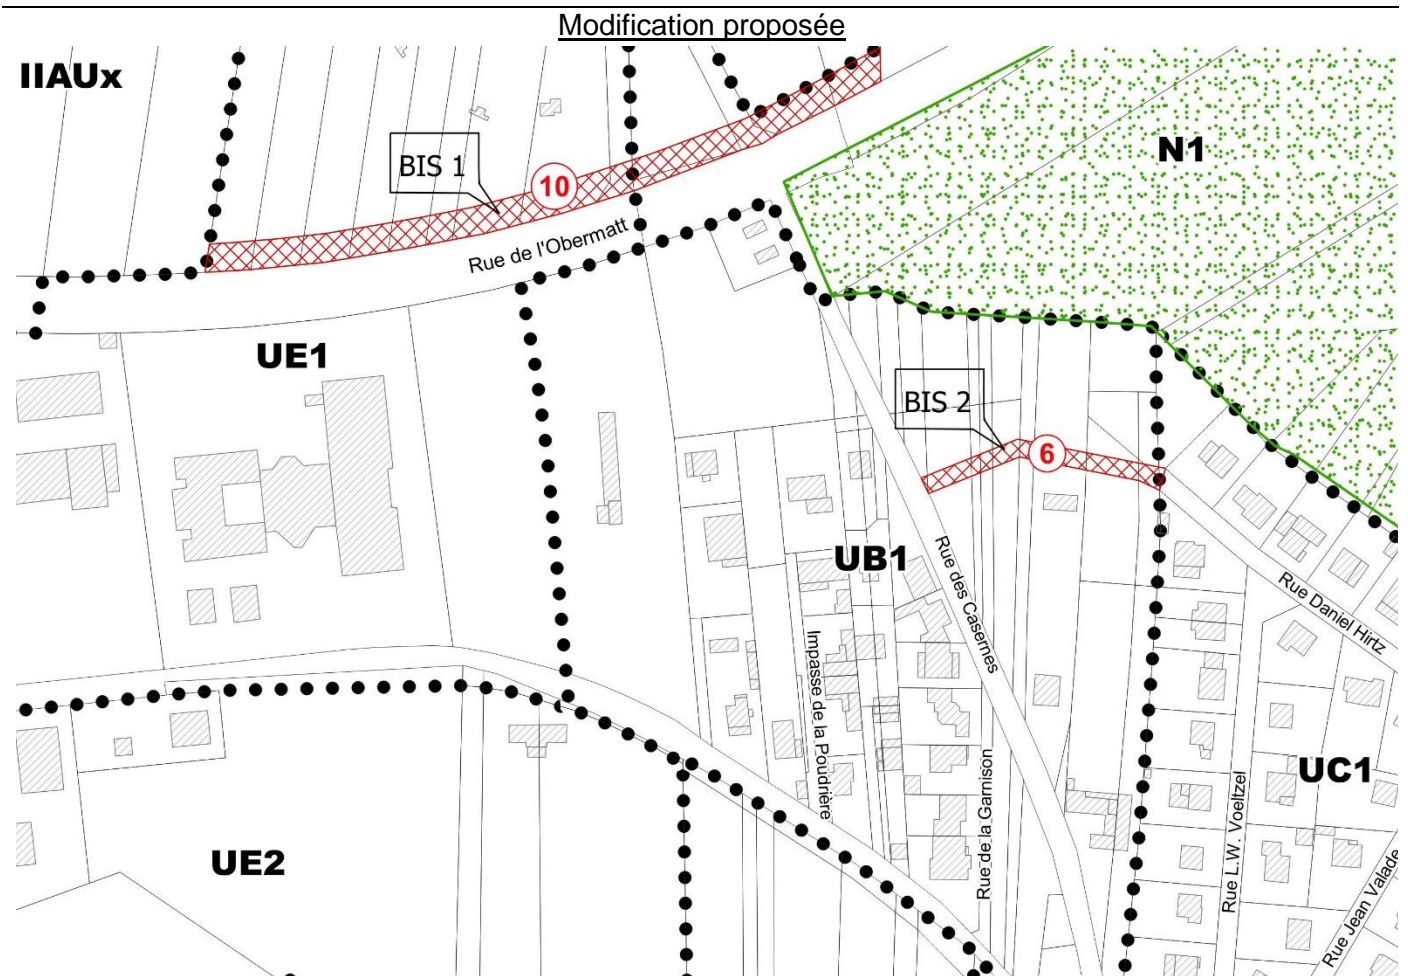 Modification proposée
IIAUx
N1
BIS 1
10
Rue de l'Obermatt
UE1
BIS 2
6
UB1
Rue des Casernes
Rue Daniel Hirtz
Impasse de la Poudrière
Rue de la Garnison
UC1
Rue L.W. Voeltzel
UE2
Rue Jean Valade